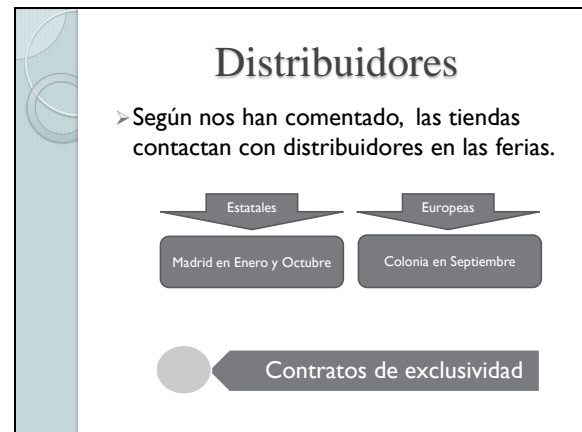 Distribuidores
Según nos han comentado, las tiendas
contactan con distribuidores en las ferias.
Estatales
Europeas
Madrid en Enero y Octubre
Colonia en Septiembre
Contratos de exclusividad